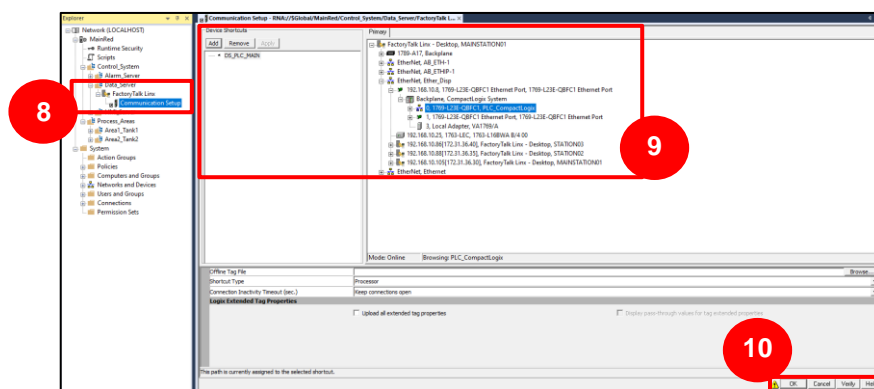 Explorer
Communication Setup - RNA://$Global/MainRed/Control_System/Data_Server/FactoryTalk L...
Network (LOCALHOST)
MainRed
Runtime Security
Scripts
Control_System
Alarm_Server
Data_Server
FactoryTalk Linx
Communication Setup
Process_Areas
Area1_Tank1
Area2_Tank2
System
Action Groups
Policies
Computers and Groups
Networks and Devices
Users and Groups
Connections
Permission Sets
8
Device Shortcuts
Add Remove Apply
DS_PLC_MAIN
Primary
FactoryTalk Linx - Desktop, MAINSTATION01
1789-A17, Backplane
EtherNet, AB_ETH-1
EtherNet, AB_ETHIP-1
EtherNet, Ether_Disp
192.168.10.8, 1769-L23E-QBFC1 Ethernet Port, 1769-L23E-QBFC1 Ethernet Port
Backplane, CompactLogix System
0, 1769-L23E-QBFC1, PLC_CompactLogix
1, 1769-L23E-QBFC1 Ethernet Port, 1769-L23E-QBFC1 Ethernet Port
3, Local Adapter, VA1769/A
192.168.10.25, 1763-LEC, 1763-L16BWA B/4 00
192.168.10.86[172.31.36.40], FactoryTalk Linx - Desktop, STATION03
192.168.10.88[172.31.36.35], FactoryTalk Linx - Desktop, STATION02
192.168.10.105[172.31.36.30], FactoryTalk Linx - Desktop, MAINSTATION01
EtherNet, Ethernet
9
Mode: Online Browsing: PLC_CompactLogix
Offline Tag File Browse...
Shortcut Type Processor
Connection Inactivity Timeout (sec.) Keep connections open
Logix Extended Tag Properties
Upload all extended tag properties Display pass-through values for tag extended properties
10
This path is currently assigned to the selected shortcut.
OK Cancel Verify